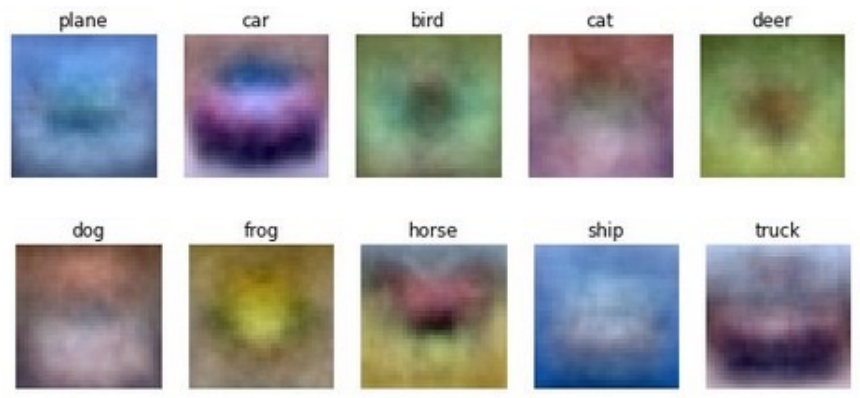 plane car bird cat deer
dog frog horse ship truck